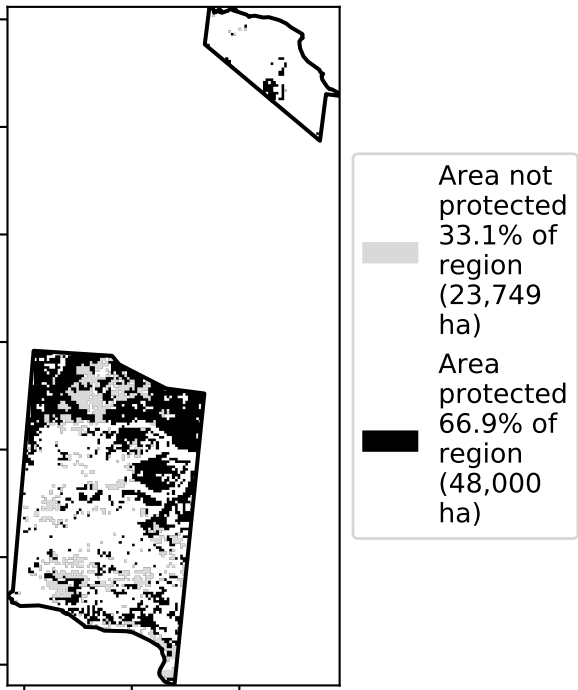 Area not
protected
33.1% of
region
(23,749
ha)
Area
protected
66.9% of
region
(48,000
ha)